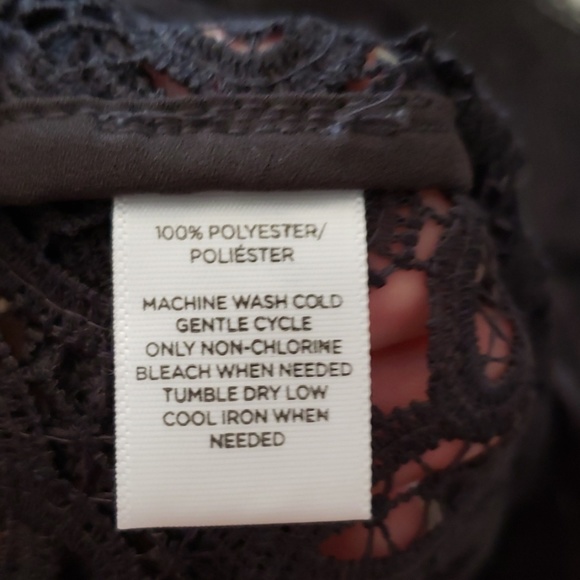 100% POLYESTER/
POLIÉSTER
MACHINE WASH COLD
GENTLE CYCLE
ONLY NON-CHLORINE
BLEACH WHEN NEEDED
TUMBLE DRY LOW
COOL IRON WHEN
NEEDED